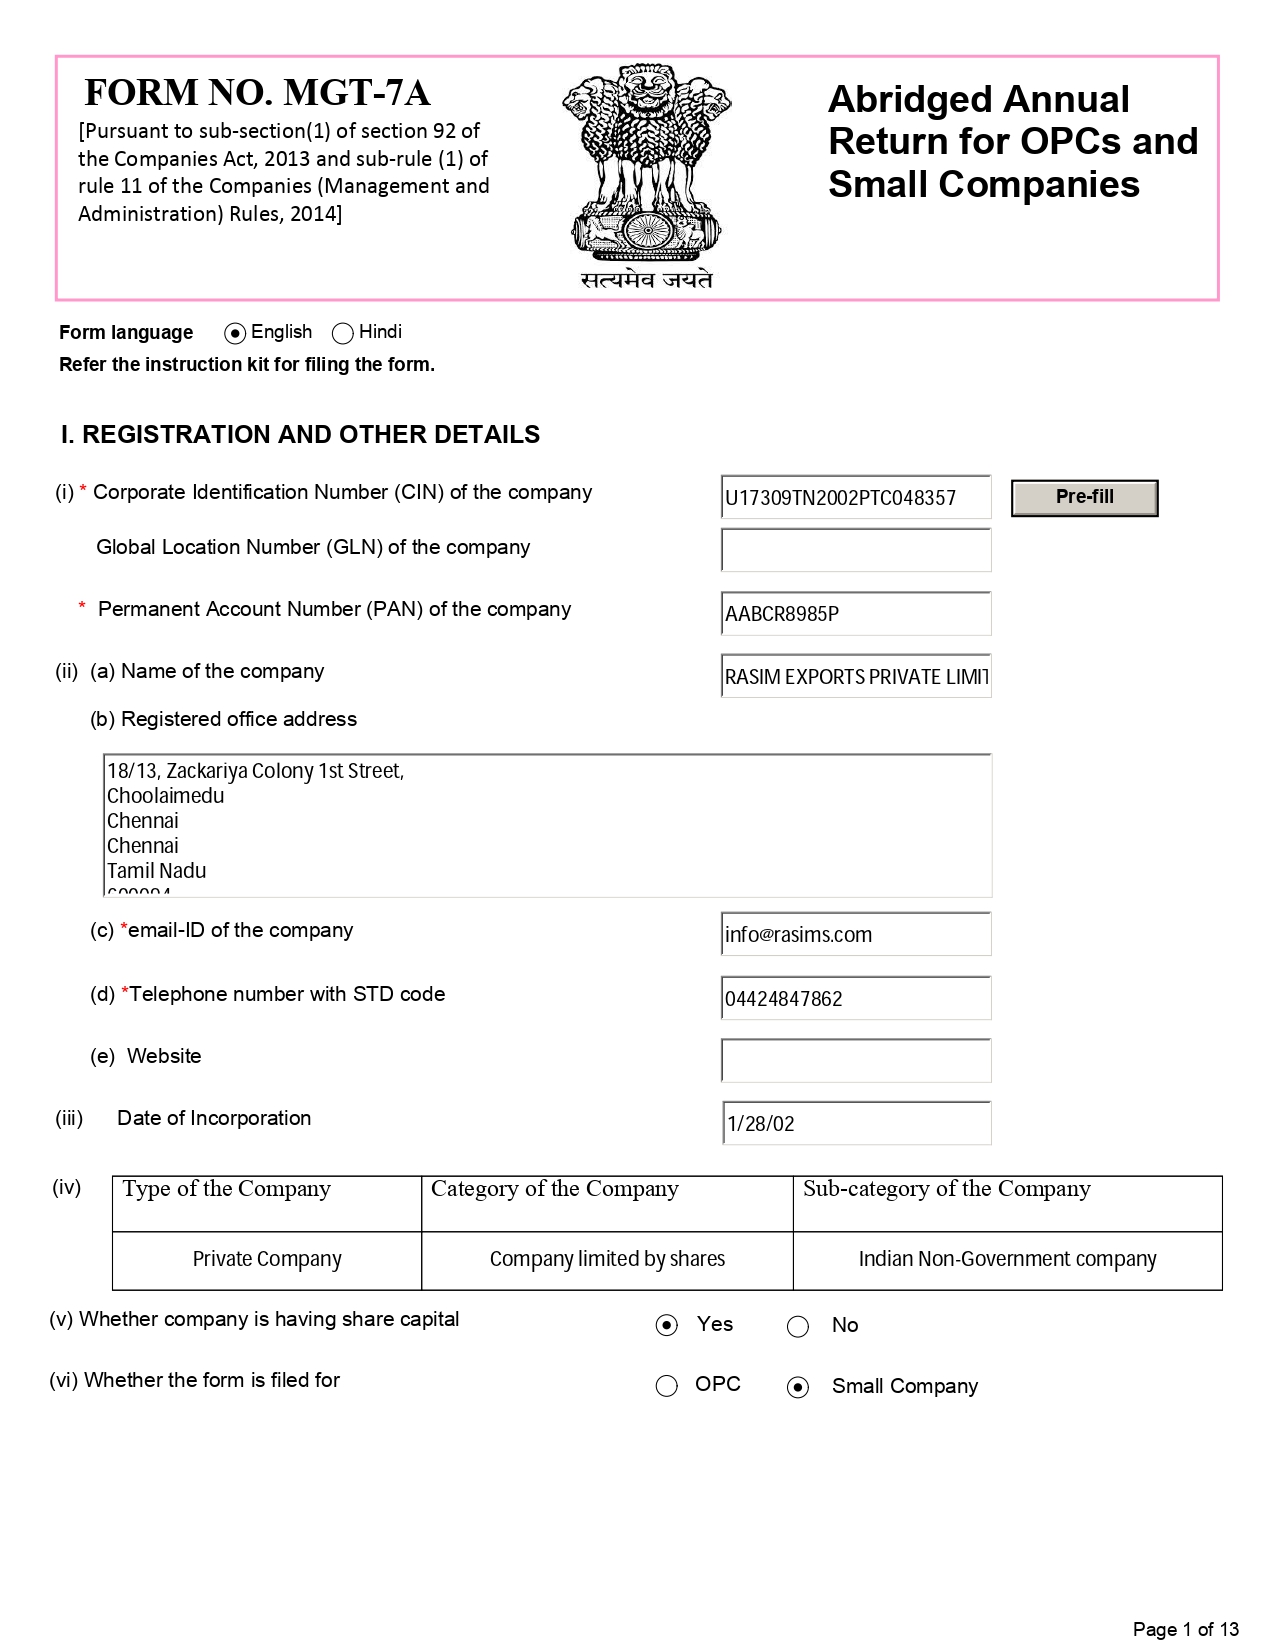 FORM NO. MGT-7A
[Pursuant to sub-section(1) of section 92 of
the Companies Act, 2013 and sub-rule (1) of
rule 11 of the Companies (Management and
Administration) Rules, 2014]
सत्यमेव जयते
Abridged Annual
Return for OPCs and
Small Companies
Form language English Hindi
Refer the instruction kit for filing the form.
I. REGISTRATION AND OTHER DETAILS
(i) * Corporate Identification Number (CIN) of the company U17309TN2002PTC048357 Pre-fill
Global Location Number (GLN) of the company
* Permanent Account Number (PAN) of the company AABCR8985P
(ii) (a) Name of the company RASIM EXPORTS PRIVATE LIMIT
(b) Registered office address
18/13, Zackariya Colony 1st Street,
Choolaimedu
Chennai
Chennai
Tamil Nadu
(c) *email-ID of the company info@rasims.com
(d) *Telephone number with STD code 04424847862
(e) Website
(iii) Date of Incorporation 1/28/02
(iv) Type of the Company Category of the Company Sub-category of the Company
Private Company Company limited by shares Indian Non-Government company
(v) Whether company is having share capital Yes No
(vi) Whether the form is filed for OPC Small Company
Page 1 of 13